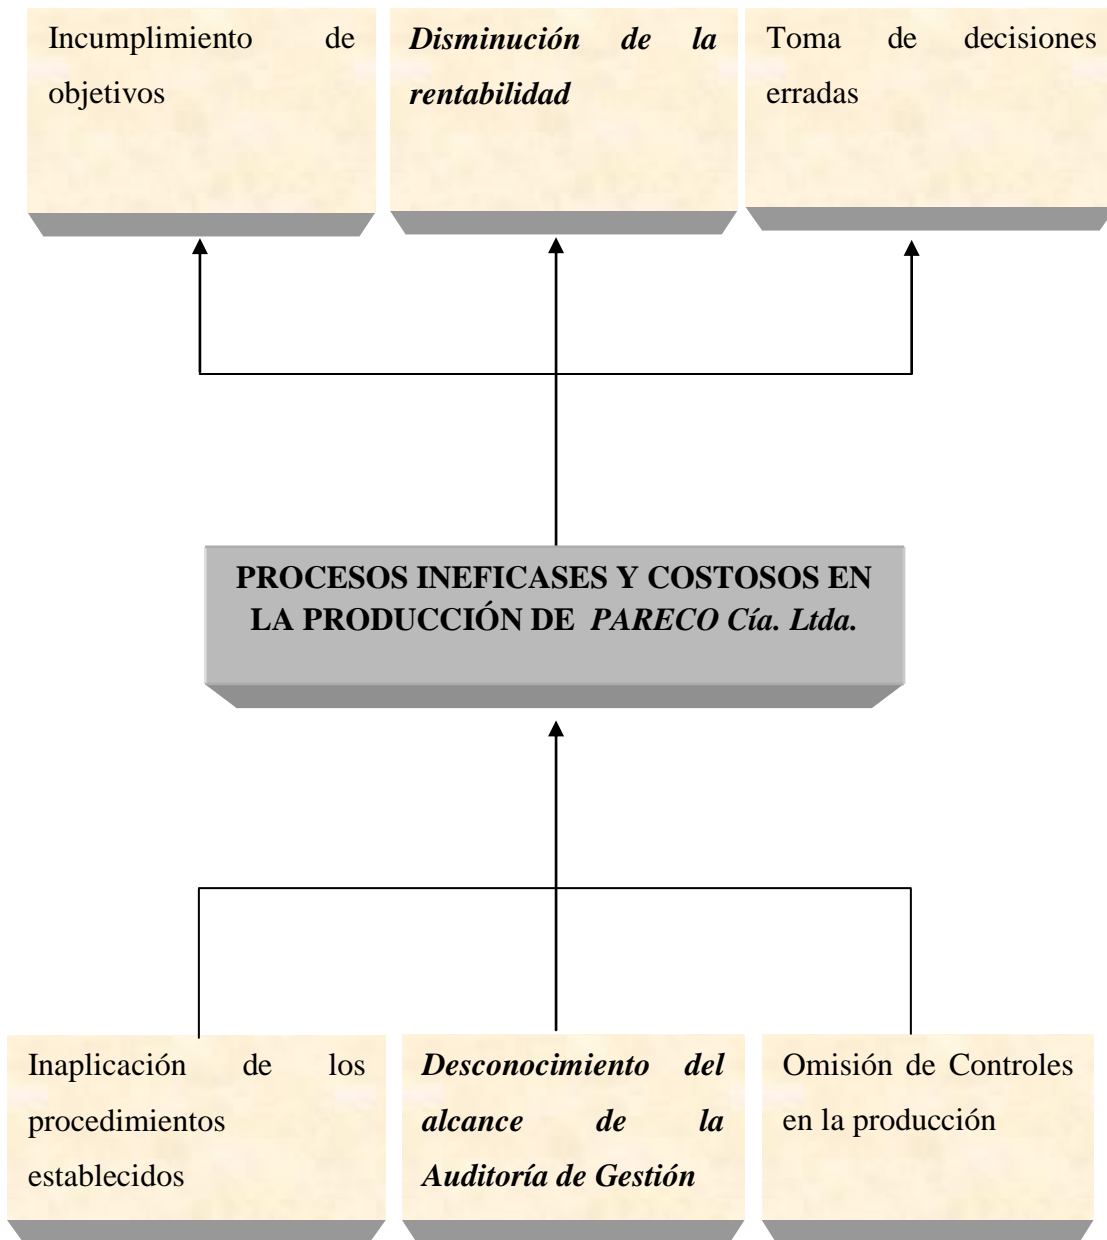 Incumplimiento de
objetivos
Disminución de la
rentabilidad
Toma de decisiones
erradas
PROCESOS INEFICASES Y COSTOSOS EN
LA PRODUCCIÓN DE PARECO Cía. Ltda.
Inaplicación de los
procedimientos
establecidos
Desconocimiento del
alcance de la
Auditoría de Gestión
Omisión de Controles
en la producción